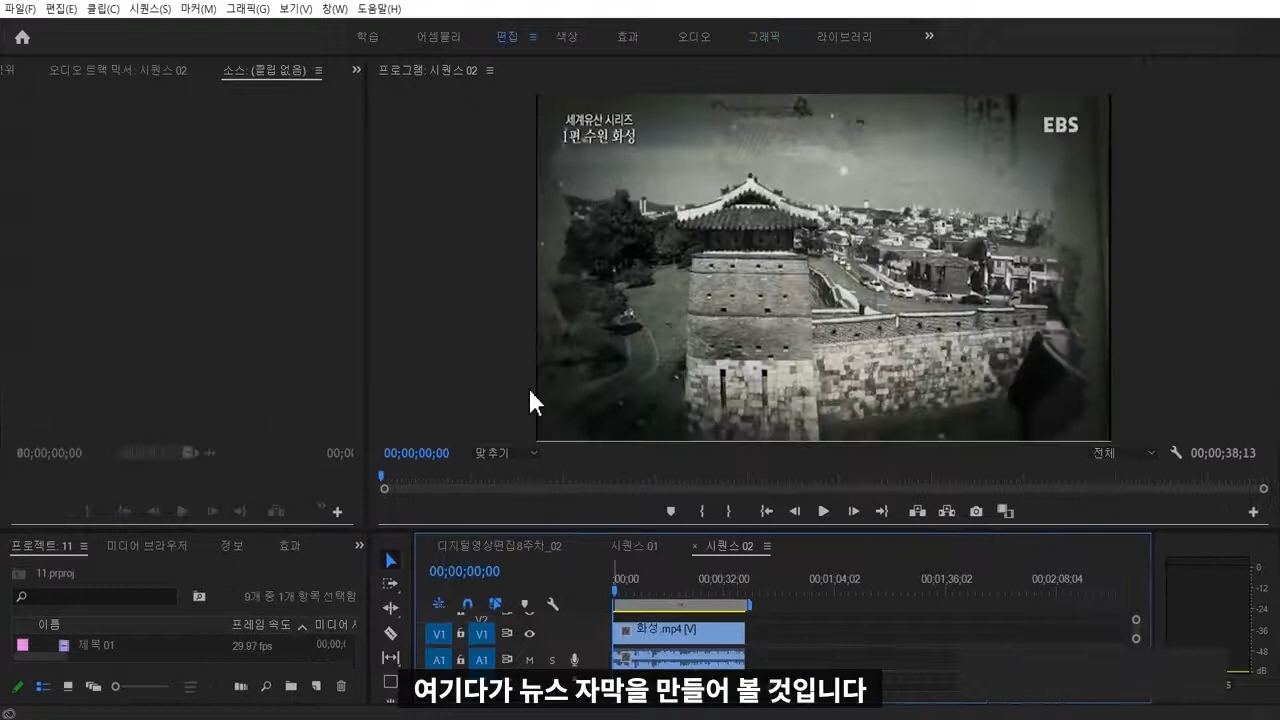 파일(F) 편집(E) 클립(C) 시퀀스(S) 마커(M) 그래픽(G) 보기(V) 창(W) 도움말(H)
학습 어셈블리 편집 색상 효과 오디오 그래픽 라이브러리
오디오 트랙 믹서: 시퀀스 02 소스: (클립 없음) 프로그램: 시퀀스 02
세계유산 시리즈
1편 수원 화성
EBS
00;00;00;00 00;00;00;00 맞추기 전체 00;00;38;13
프로젝트: 11 미디어 브라우저 정보 효과
11.prproj
9개 중 1개 항목 선택함
이름 프레임 속도 미디어
제목 01 29.97 fps
디지털영상편집8주차_02 시퀀스 01 × 시퀀스 02
00;00;00;00
;00;00 00;00;32;00 00;01;04;02 00;01;36;02 00;02;08;04
V2
V1 V1 화성.mp4 [V]
A1 A1 M S
0
-12
-24
-36
-48
dB
여기다가 뉴스 자막을 만들어 볼 것입니다